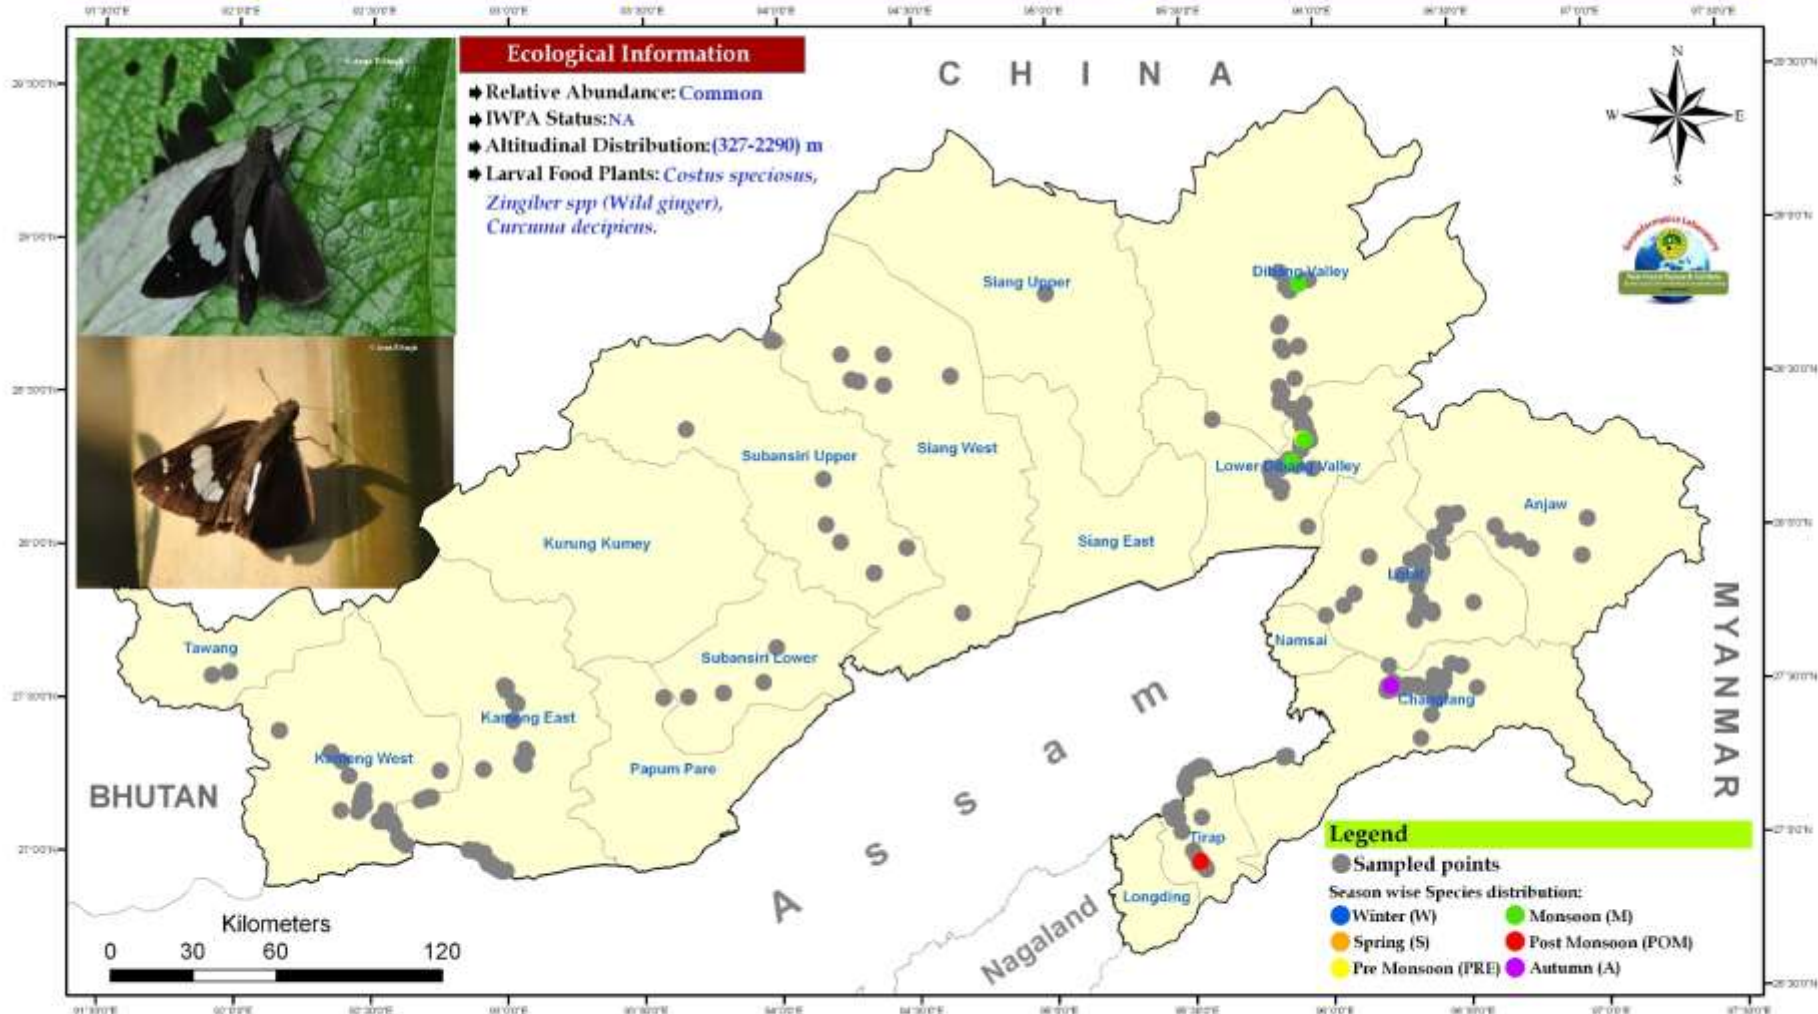 Ecological Information
Relative Abundance: Common
IWPA Status:NA
Altitudinal Distribution:(327-2290) m
Larval Food Plants: Costus speciosus,
Zingiber spp (Wild ginger),
Curcuma decipiens.
C H I N A
N
W E
S
Dibang Valley
Siang Upper
Subansiri Upper
Siang West
Lower Dibang Valley
Anjaw
Kurung Kumey
Siang East
Lohit
Namsai
Tawang
Subansiri Lower
Changlang
Kameng East
Kameng West
Papum Pare
BHUTAN
MYANMAR
Assam
Tirap
Longding
Nagaland
Kilometers
0 30 60 120
Legend
Sampled points
Season wise Species distribution:
Winter (W)
Monsoon (M)
Spring (S)
Post Monsoon (POM)
Pre Monsoon (PRE)
Autumn (A)